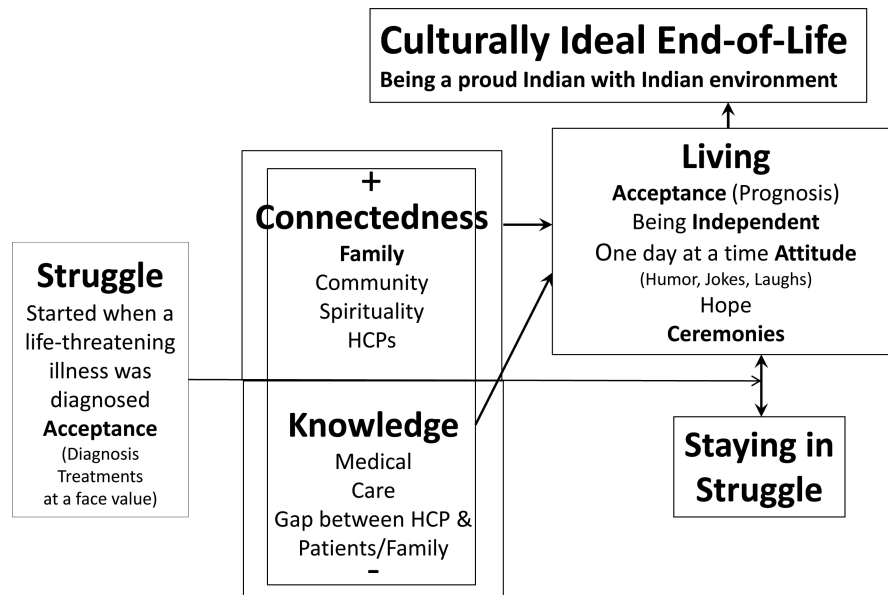 Culturally Ideal End-of-Life
Being a proud Indian with Indian environment
Struggle
Started when a
life-threatening
illness was
diagnosed
Acceptance
(Diagnosis
Treatments
at a face value)
+
Connectedness
Family
Community
Spirituality
HCPs
Knowledge
Medical
Care
Gap between HCP &
Patients/Family
-
Living
Acceptance (Prognosis)
Being Independent
One day at a time Attitude
(Humor, Jokes, Laughs)
Hope
Ceremonies
Staying in
Struggle